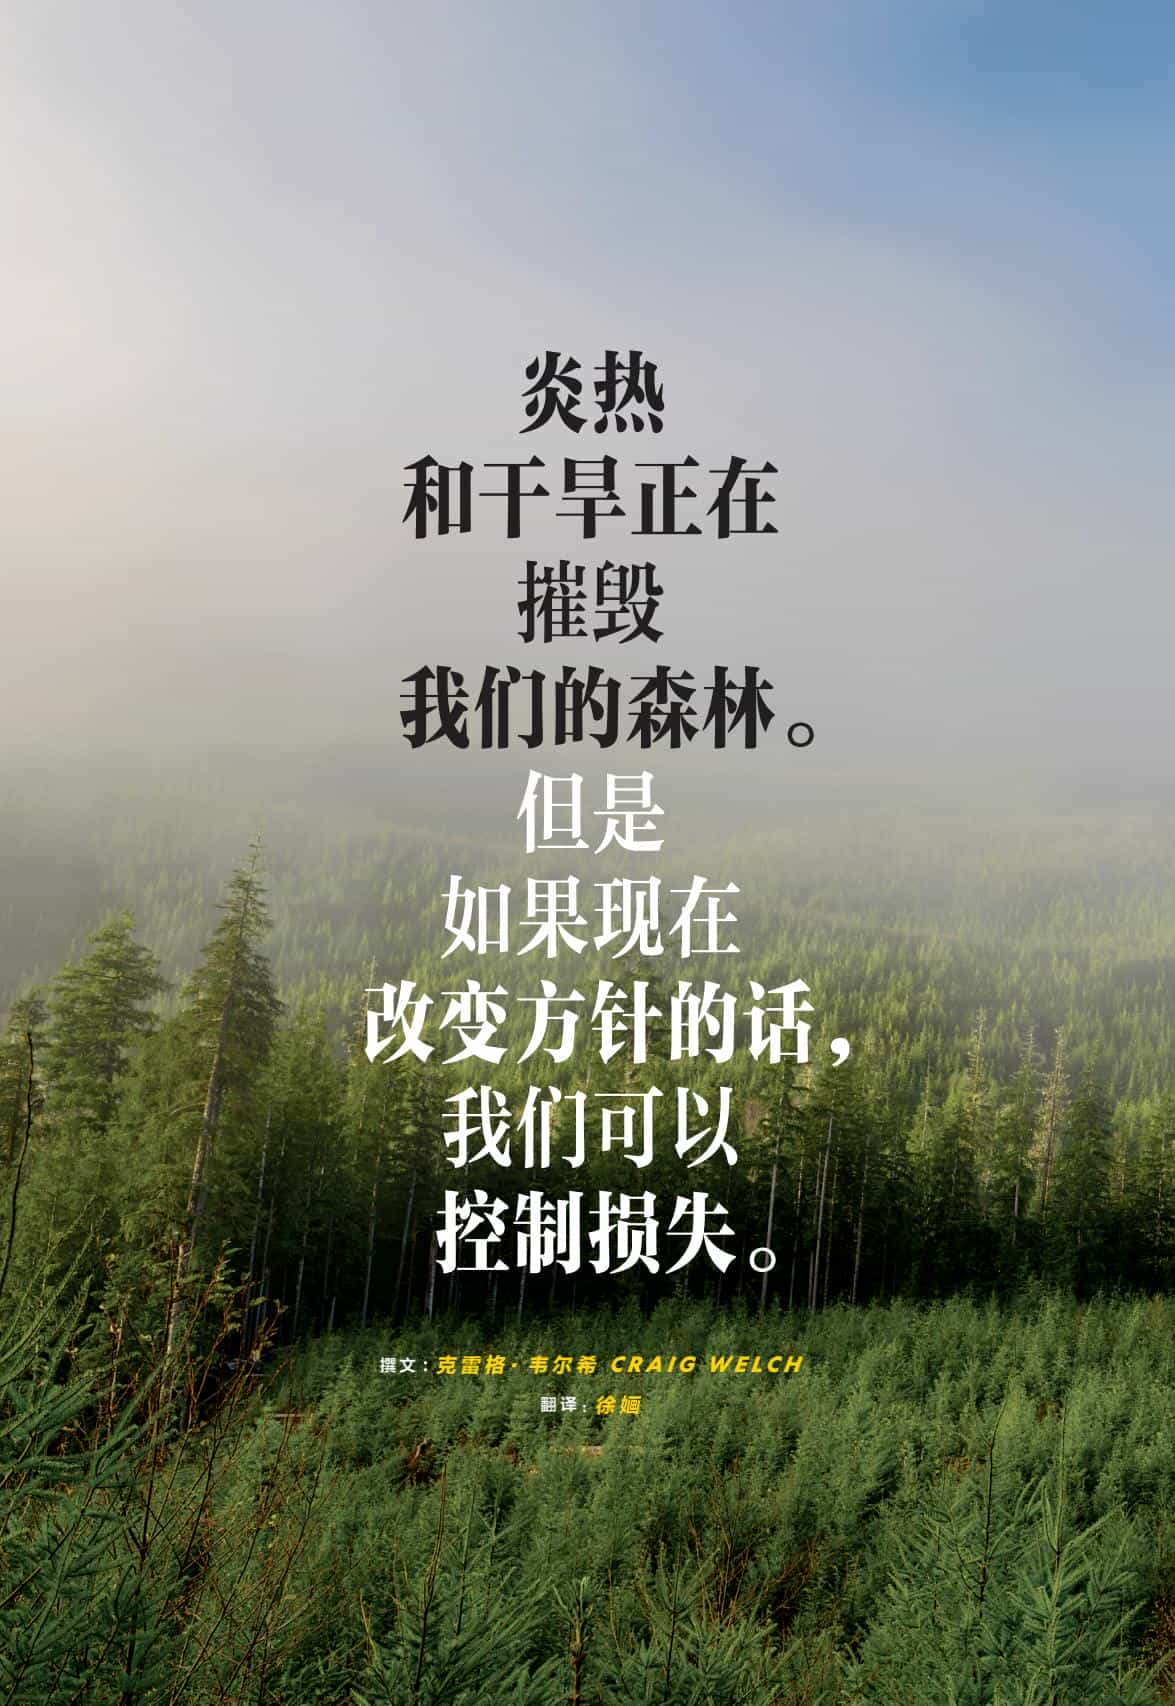 炎热
和干旱正在
摧毁
我们的森林。
但是
如果现在
改变方针的话，
我们可以
控制损失。
撰文：克雷格·韦尔希 CRAIG WELCH
翻译：徐婳